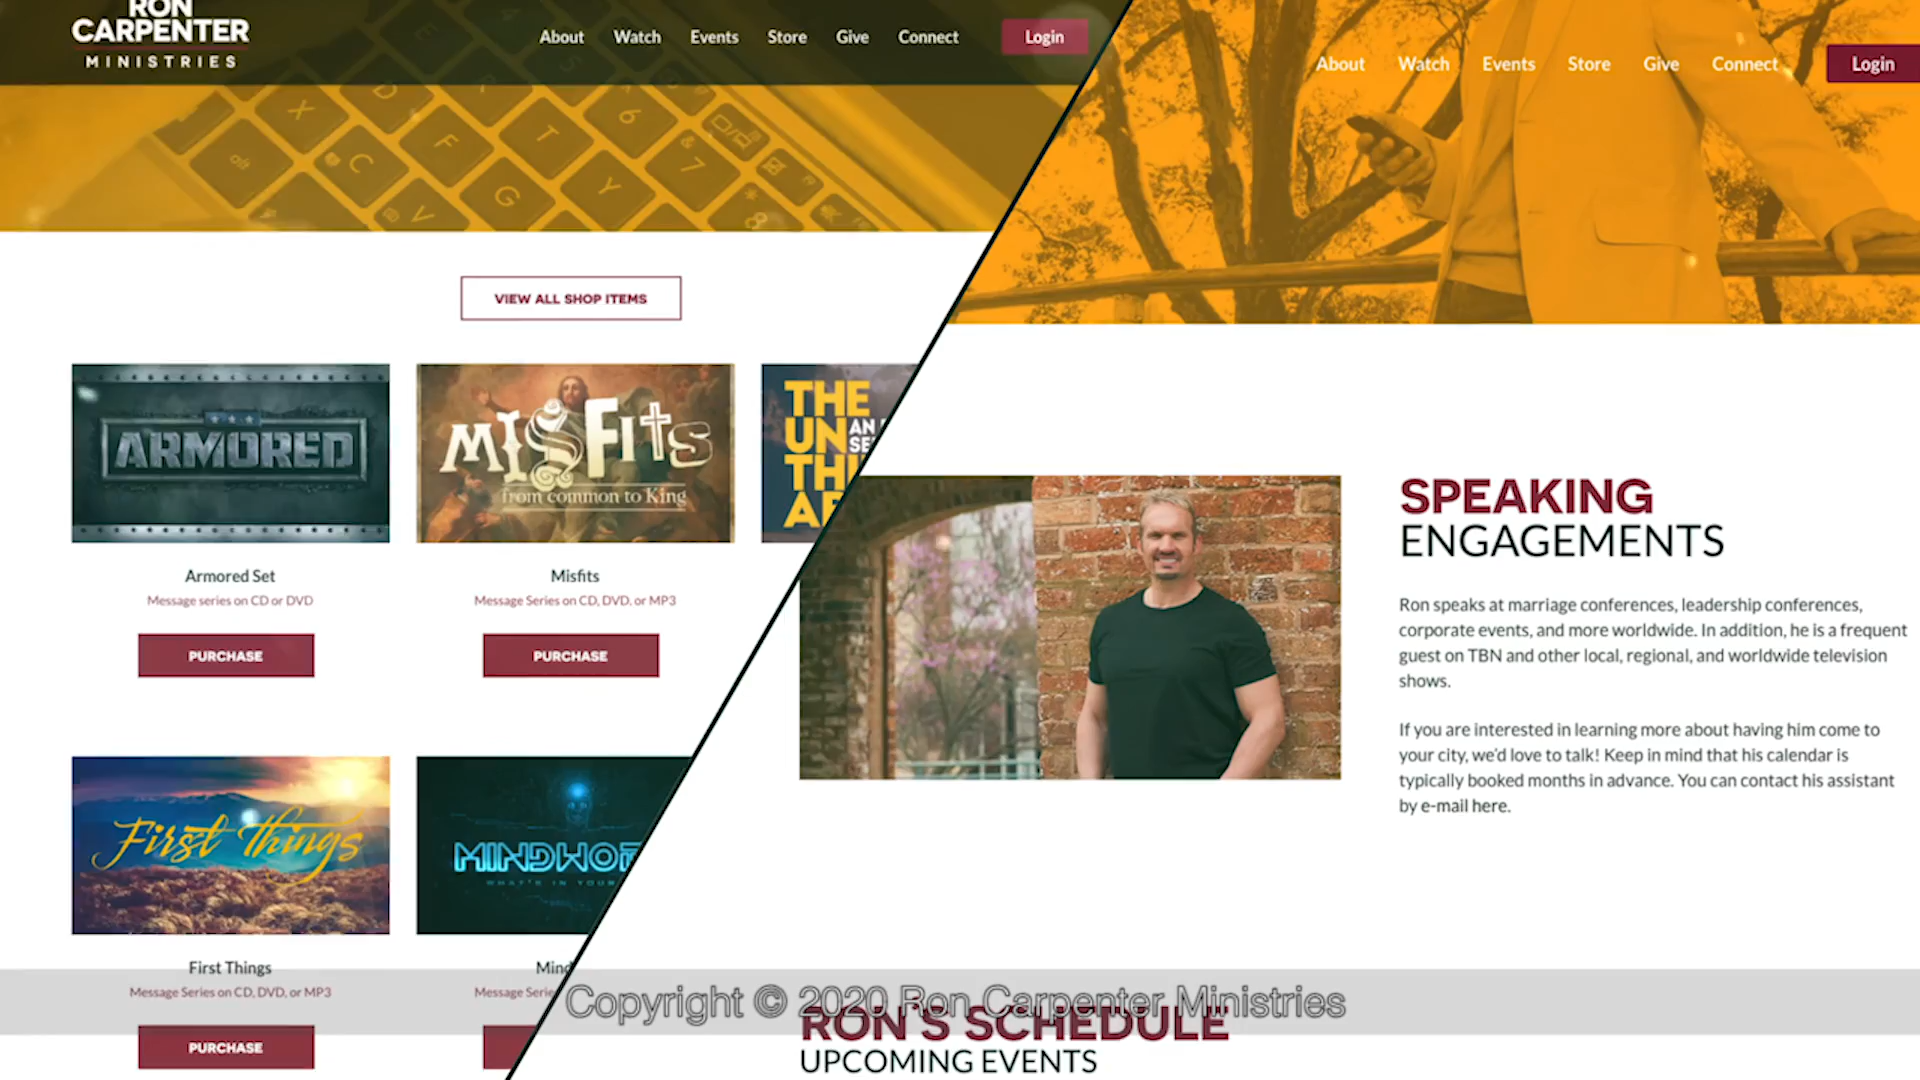 RON
CARPENTER
MINISTRIES
About Watch Events Store Give Connect Login
VIEW ALL SHOP ITEMS
ARMORED
Armored Set
Message series on CD or DVD
PURCHASE
MISFITS
from common to King
Misfits
Message Series on CD, DVD. or MP3
PURCHASE
THE
UN AN
First Things
First Things
Message Series on CD, DVD, or MP3
PURCHASE
WHAT'S IN YOUR
Message
About Watch Events Store Give Connect Login
SPEAKING
ENGAGEMENTS
Ron speaks at marriage conferences, leadership conferences,
corporate events, and more worldwide. In addition, he is a frequent
guest on TBN and other local, regional, and worldwide television
shows.
If you are interested in learning more about having him come to
your city, we'd love to talk! Keep in mind that his calendar is
typically booked months in advance. You can contact his assistant
by e-mail here.
Copyright © 2020 Ron Carpenter Ministries
RON'S SCHEDULE
UPCOMING EVENTS